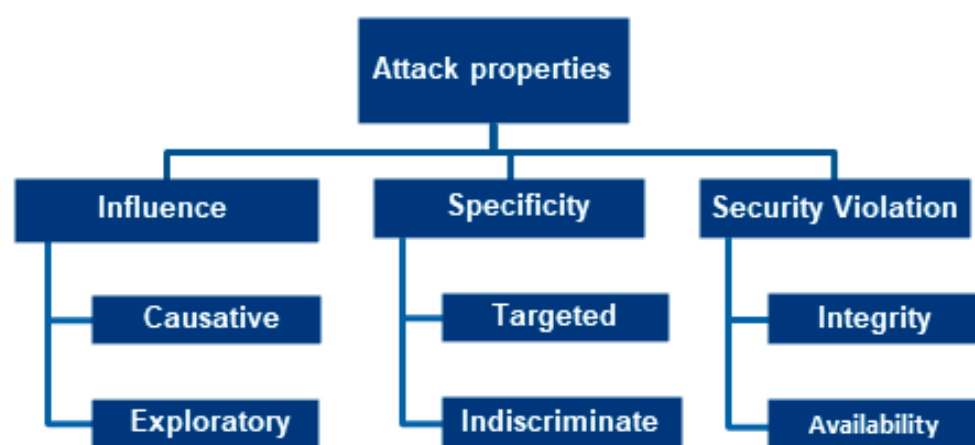 Attack properties
Influence
Specificity
Security Violation
Causative
Targeted
Integrity
Exploratory
Indiscriminate
Availability